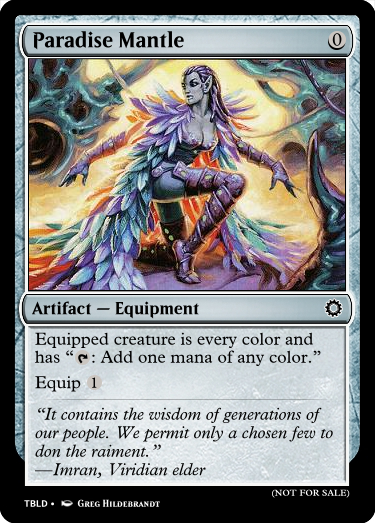 Paradise Mantle 0
Artifact — Equipment
Equipped creature is every color and
has “: Add one mana of any color.”
Equip 1
“It contains the wisdom of generations of
our people. We permit only a chosen few to
don the raiment.”
—Imran, Viridian elder
(NOT FOR SALE)
TBLD • Greg Hildebrandt